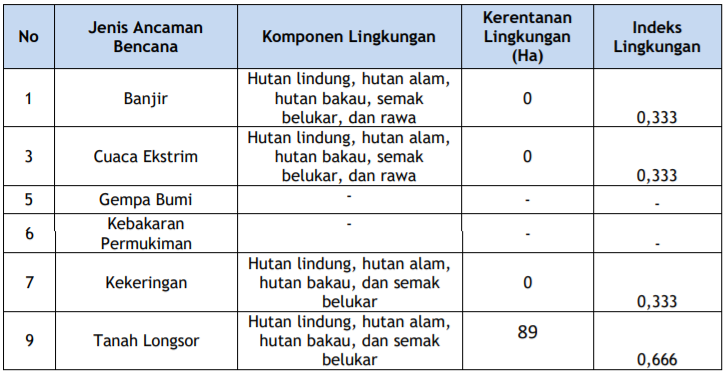 No
Jenis Ancaman
Bencana
Komponen Lingkungan
Kerentanan
Lingkungan
(Ha)
Indeks
Lingkungan
1
Banjir
Hutan lindung, hutan alam,
hutan bakau, semak
belukar, dan rawa
0
0,333
3
Cuaca Ekstrim
Hutan lindung, hutan alam,
hutan bakau, semak
belukar, dan rawa
0
0,333
5
Gempa Bumi
-
-
-
6
Kebakaran
Permukiman
-
-
-
7
Kekeringan
Hutan lindung, hutan alam,
hutan bakau, dan semak
belukar
0
0,333
9
Tanah Longsor
Hutan lindung, hutan alam,
hutan bakau, dan semak
belukar
89
0,666